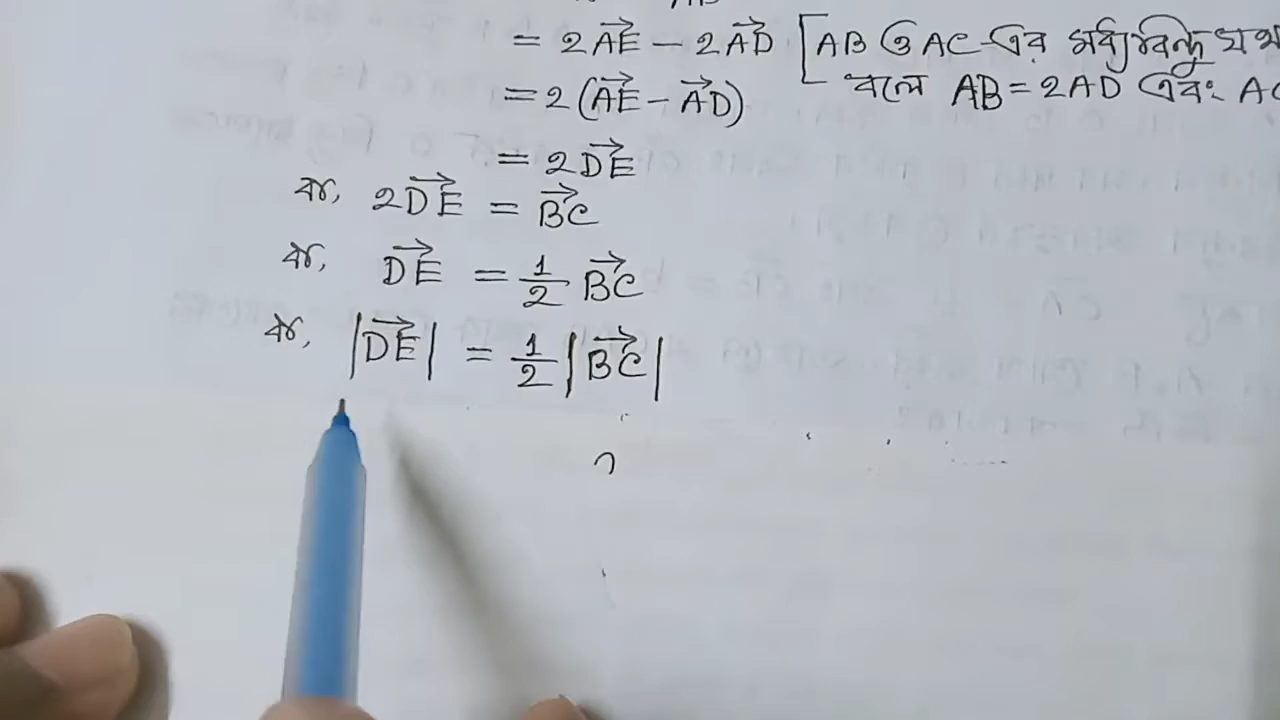 AB
= 2AE⃗ - 2AD⃗ [AB ও AC-এর মধ্যবিন্দু
= 2(AE⃗ - AD⃗) বলে AB = 2AD এবং AC
= 2DE⃗
বা, 2DE⃗ = BC⃗
বা, DE⃗ = 1/2 BC⃗
বা, |DE⃗| = 1/2 |BC⃗|